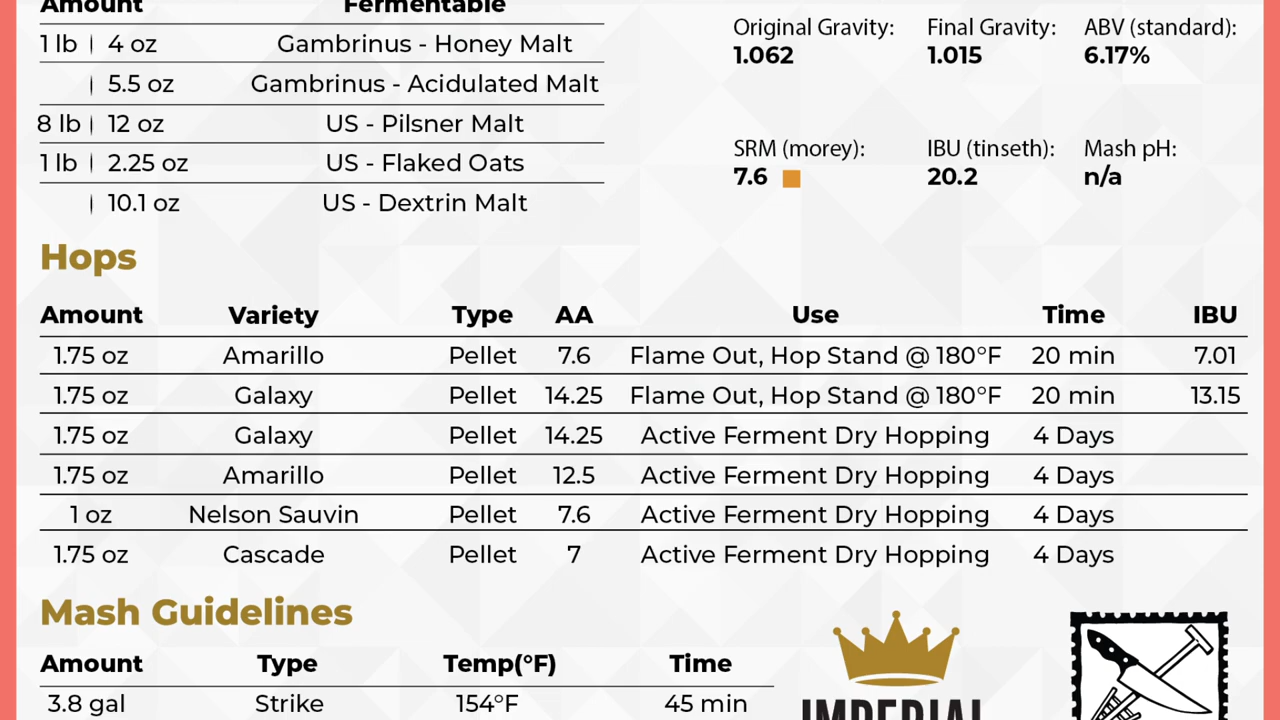 Amount Fermentable
1 lb | 4 oz Gambrinus - Honey Malt
| 5.5 oz Gambrinus - Acidulated Malt
8 lb | 12 oz US - Pilsner Malt
1 lb | 2.25 oz US - Flaked Oats
| 10.1 oz US - Dextrin Malt
Original Gravity: Final Gravity: ABV (standard):
1.062 1.015 6.17%
SRM (morey): IBU (tinseth): Mash pH:
7.6 20.2 n/a
Hops
Amount Variety Type AA Use Time IBU
1.75 oz Amarillo Pellet 7.6 Flame Out, Hop Stand @ 180°F 20 min 7.01
1.75 oz Galaxy Pellet 14.25 Flame Out, Hop Stand @ 180°F 20 min 13.15
1.75 oz Galaxy Pellet 14.25 Active Ferment Dry Hopping 4 Days
1.75 oz Amarillo Pellet 12.5 Active Ferment Dry Hopping 4 Days
1 oz Nelson Sauvin Pellet 7.6 Active Ferment Dry Hopping 4 Days
1.75 oz Cascade Pellet 7 Active Ferment Dry Hopping 4 Days
Mash Guidelines
Amount Type Temp(°F) Time
3.8 gal Strike 154°F 45 min
IMPERIAL